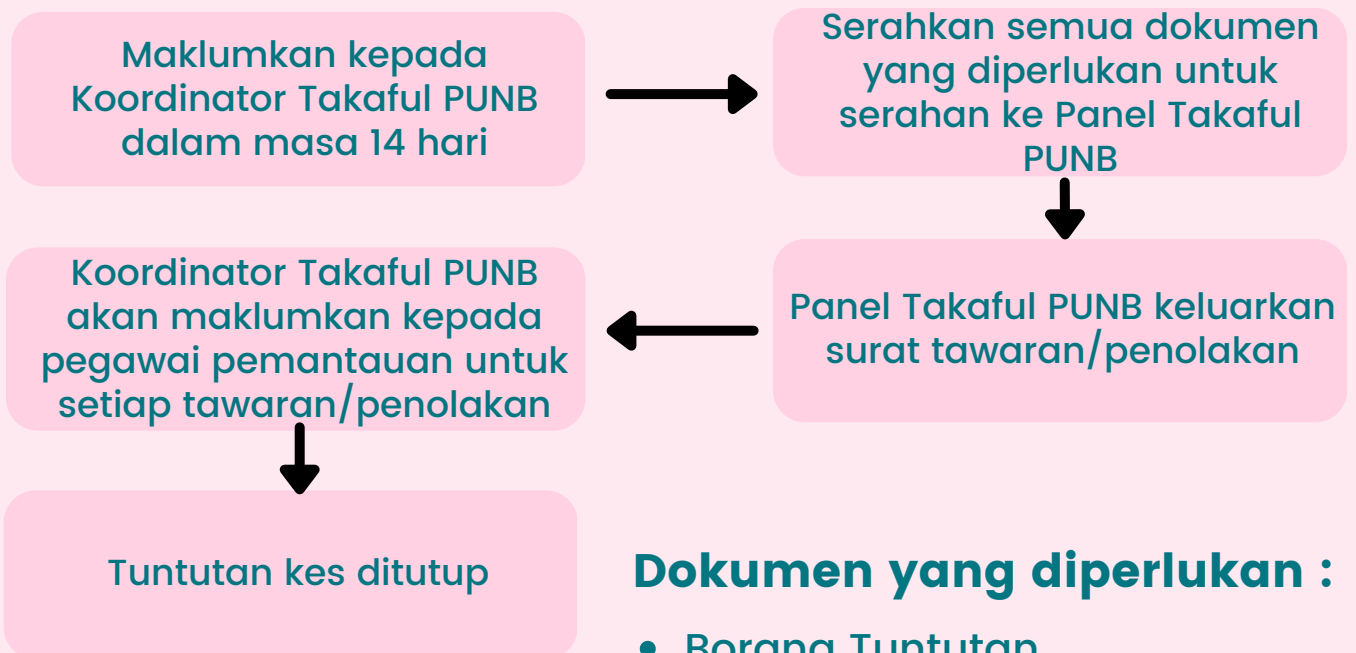 Maklumkan kepada
Koordinator Takaful PUNB
dalam masa 14 hari
Serahkan semua dokumen
yang diperlukan untuk
serahan ke Panel Takaful
PUNB
Panel Takaful PUNB keluarkan
surat tawaran/penolakan
Koordinator Takaful PUNB
akan maklumkan kepada
pegawai pemantauan untuk
setiap tawaran/penolakan
Tuntutan kes ditutup
Dokumen yang diperlukan :
• Borang Tuntutan